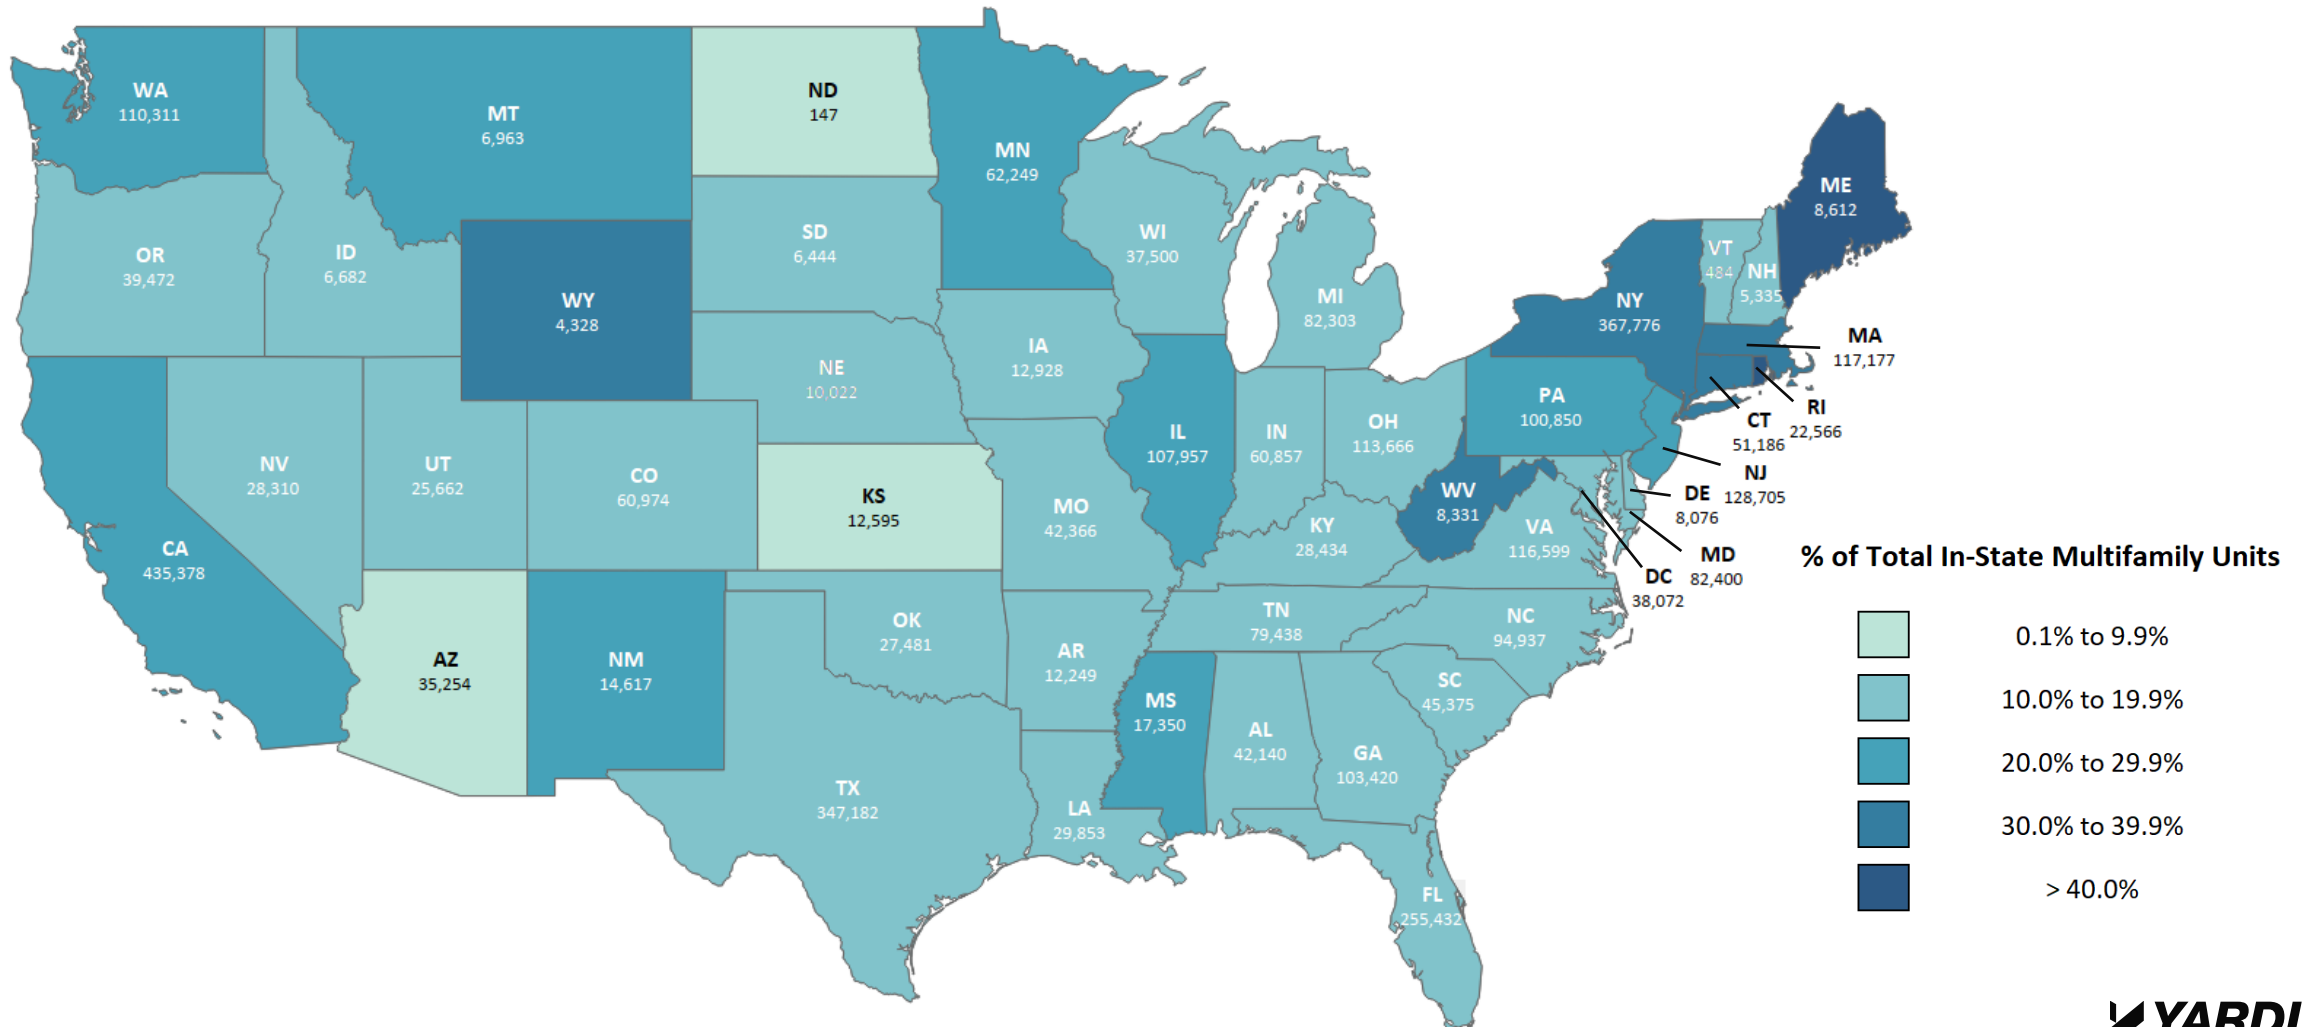 WA
110,311
MT
6,963
ND
147
MN
62,249
OR
39,472
ID
6,682
WY
4,328
SD
6,444
WI
37,500
MI
82,303
NY
367,776
VT
484
NH
5,335
ME
8,612
MA
117,177
RI
22,566
CT
51,186
NJ
128,705
DE
8,076
MD
82,400
DC
38,072
NE
10,022
IA
12,928
IL
107,957
IN
60,857
OH
113,666
PA
100,850
WV
8,331
VA
116,599
KY
28,434
CA
435,378
NV
28,310
UT
25,662
CO
60,974
KS
12,595
MO
42,366
AZ
35,254
NM
14,617
OK
27,481
AR
12,249
TN
79,438
NC
94,937
SC
45,375
MS
17,350
AL
42,140
GA
103,420
TX
347,182
LA
29,853
FL
255,432
% of Total In-State Multifamily Units
0.1% to 9.9%
10.0% to 19.9%
20.0% to 29.9%
30.0% to 39.9%
> 40.0%
YARDI